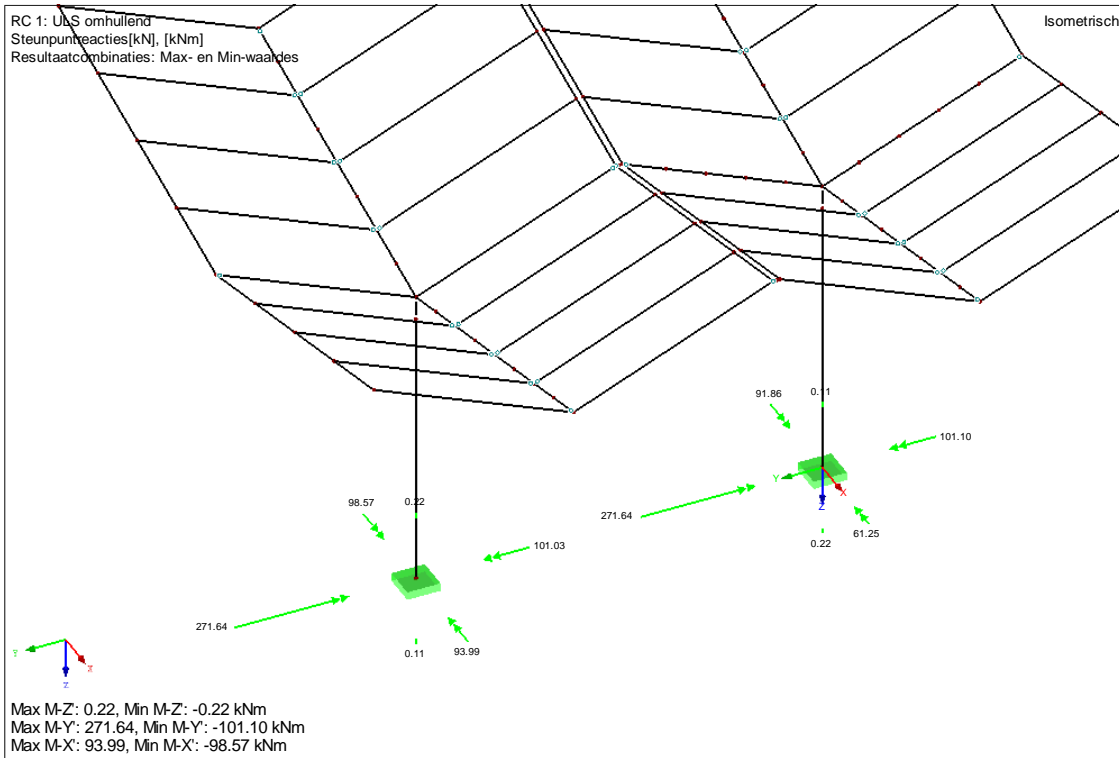 RC 1: ULS omhullend
Isometrisch
Steunpuntreacties[kN], [kNm]
Resultaatcombinaties: Max- en Min-waardes
91.86
0.11
101.10
Y
X
Z
98.57
0.22
271.64
61.25
0.22
101.03
271.64
0.11
93.99
Y
X
Z
Max M-Z': 0.22, Min M-Z': -0.22 kNm
Max M-Y': 271.64, Min M-Y': -101.10 kNm
Max M-X': 93.99, Min M-X': -98.57 kNm